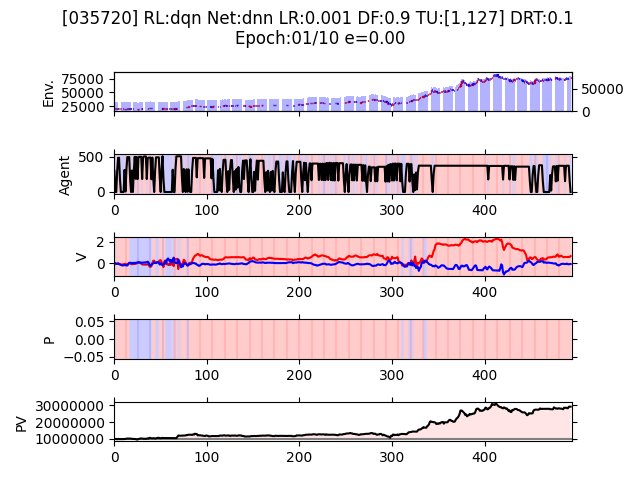 [035720] RL:dqn Net:dnn LR:0.001 DF:0.9 TU:[1,127] DRT:0.1
Epoch:01/10 e=0.00
Env.
75000
50000
25000
50000
0
Agent
500
0
0 100 200 300 400
V
2
0
0 100 200 300 400
P
0.05
0.00
−0.05
0 100 200 300 400
PV
30000000
20000000
10000000
0 100 200 300 400